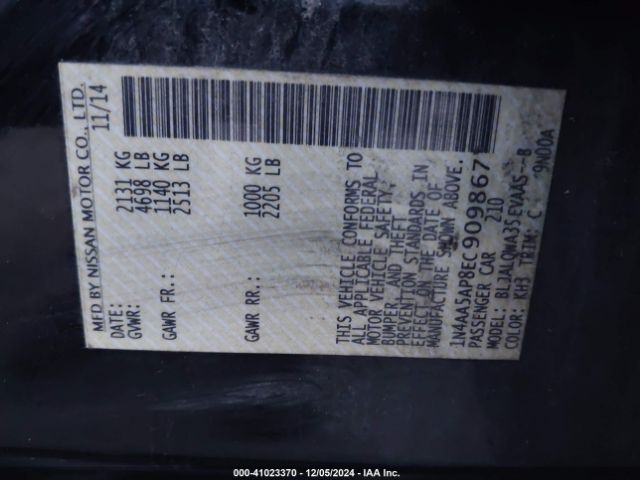 MFD BY NISSAN MOTOR CO., LTD.
DATE: 11/14
GVWR: 2131 KG
4698 LB
GAWR FR.: 1140 KG
2513 LB
GAWR RR.: 1000 KG
2205 LB
THIS VEHICLE CONFORMS TO
ALL APPLICABLE FEDERAL
MOTOR VEHICLE SAFETY,
BUMPER, AND THEFT
PREVENTION STANDARDS IN
EFFECT ON THE DATE OF
MANUFACTURE SHOWN ABOVE.
1N4AA5AP8EC909867
PASSENGER CAR 210
MODEL: BLJALQWA35EVAA5--B
COLOR: KH3 TRIM: C 9N00A
000-41023370 - 12/05/2024 - IAA Inc.